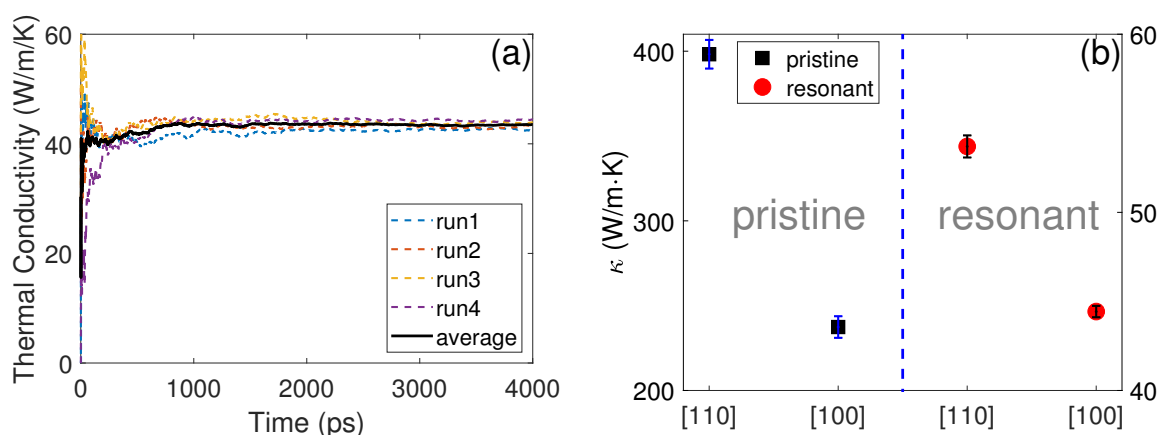 (a)
Thermal Conductivity (W/m/K)
60
40
20
0
0 1000 2000 3000 4000
Time (ps)
run1
run2
run3
run4
average
(b)
κ (W/m·K)
400
300
200
pristine
resonant
pristine
resonant
60
50
40
[110] [100] [110] [100]